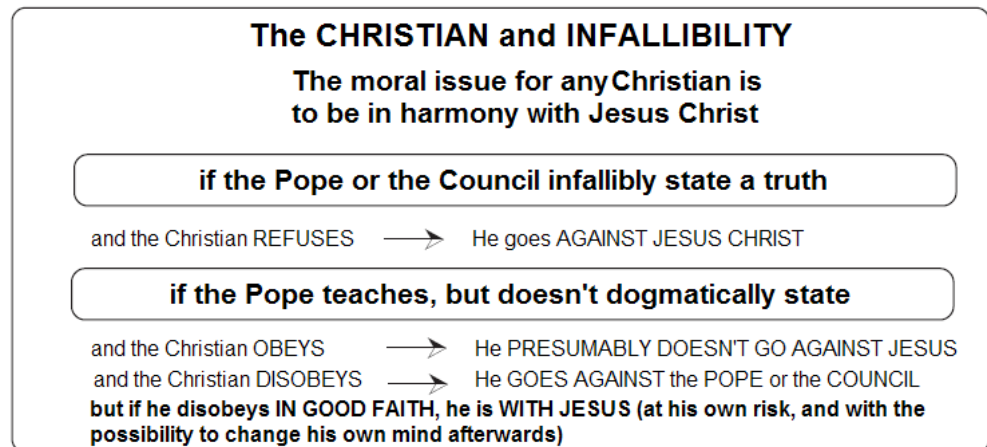 The CHRISTIAN and INFALLIBILITY
The moral issue for any Christian is
to be in harmony with Jesus Christ
if the Pope or the Council infallibly state a truth
and the Christian REFUSES He goes AGAINST JESUS CHRIST
if the Pope teaches, but doesn't dogmatically state
and the Christian OBEYS He PRESUMABLY DOESN'T GO AGAINST JESUS
and the Christian DISOBEYS He GOES AGAINST the POPE or the COUNCIL
but if he disobeys IN GOOD FAITH, he is WITH JESUS (at his own risk, and with the
possibility to change his own mind afterwards)